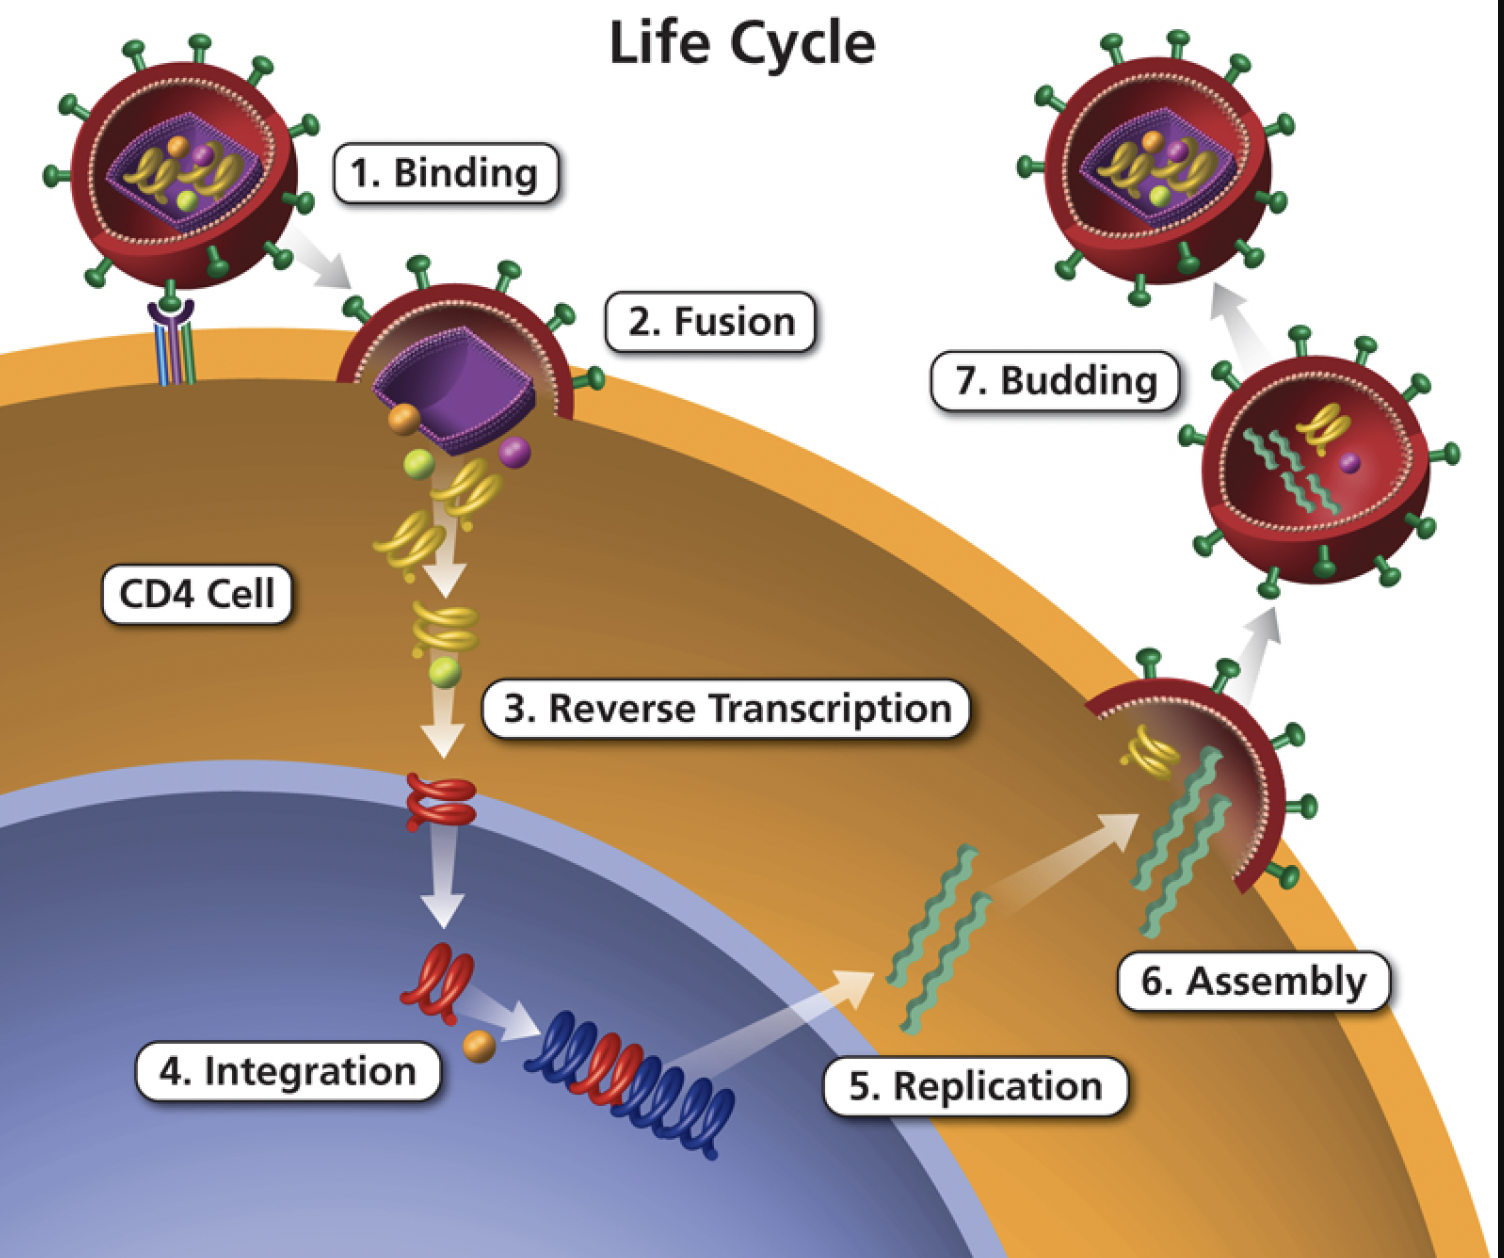 Life Cycle
1. Binding
2. Fusion
7. Budding
CD4 Cell
3. Reverse Transcription
6. Assembly
4. Integration
5. Replication